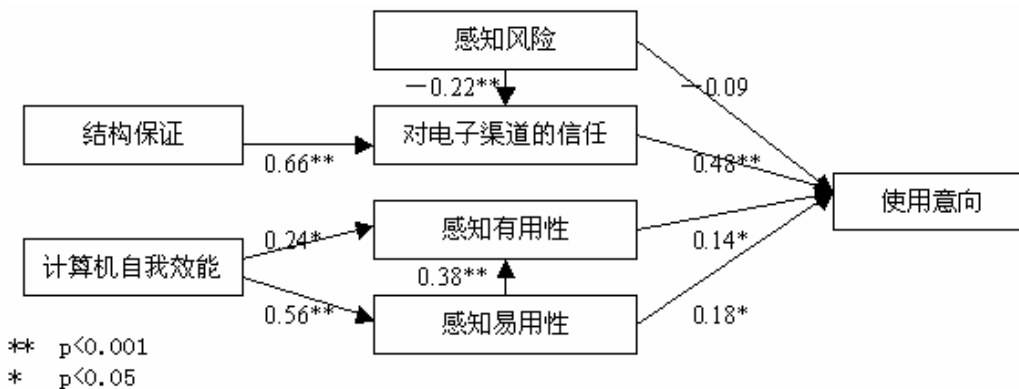 感知风险
－0.22**
－0.09
结构保证
0.66**
对电子渠道的信任
0.48**
使用意向
感知有用性
0.24*
0.14*
计算机自我效能
0.38**
0.56**
感知易用性
0.18*
** p<0.001
* p<0.05